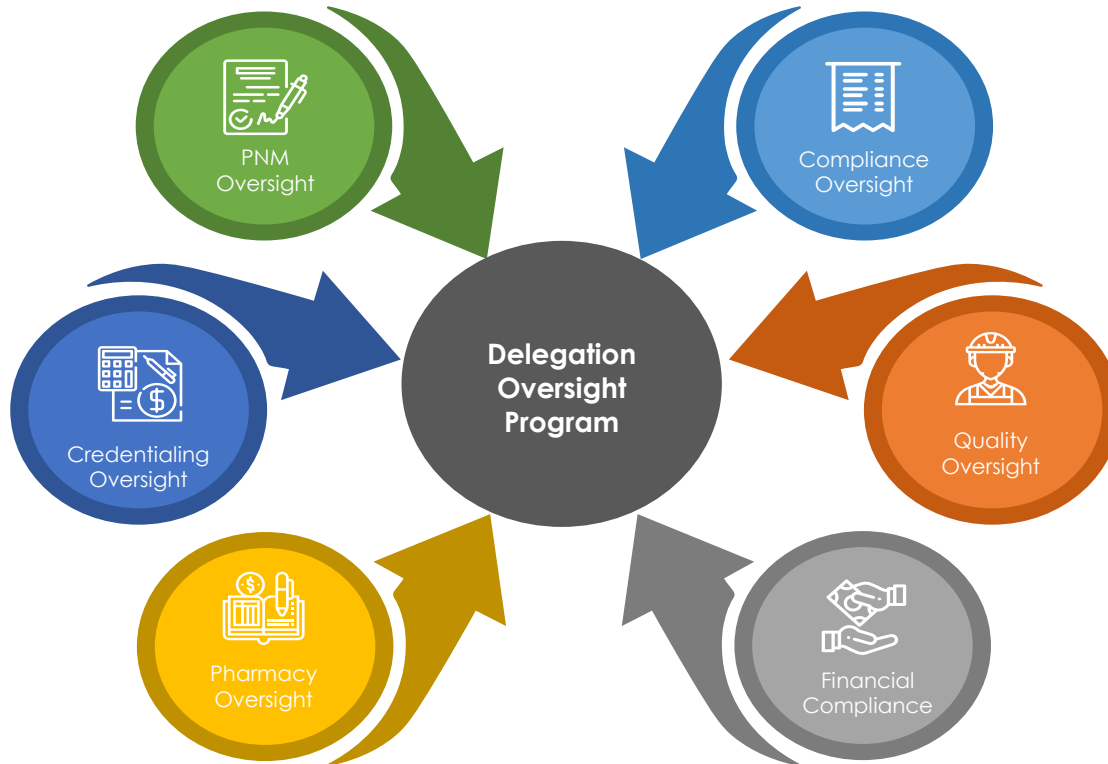 PNM
Oversight
Compliance
Oversight
Delegation
Oversight
Program
Credentialing
Oversight
Quality
Oversight
Pharmacy
Oversight
Financial
Compliance